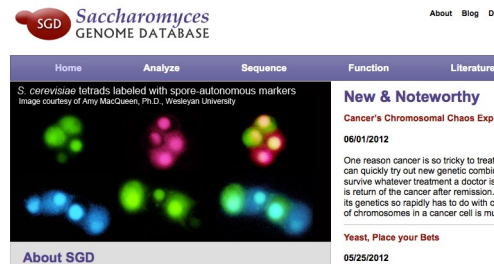 SGD
Saccharomyces
GENOME DATABASE
About Blog
Home Analyze Sequence Function Literature
S. cerevisiae tetrads labeled with spore-autonomous markers
Image courtesy of Amy MacQueen, Ph.D., Wesleyan University
About SGD
New & Noteworthy
Cancer's Chromosomal Chaos
06/01/2012
One reason cancer is so tricky to
can quickly try out new genetic
survive whatever treatment a doctor is
is return of the cancer after remission.
its genetics so rapidly has to do with
of chromosomes in a cancer cell is
Yeast, Place your Bets
05/25/2012